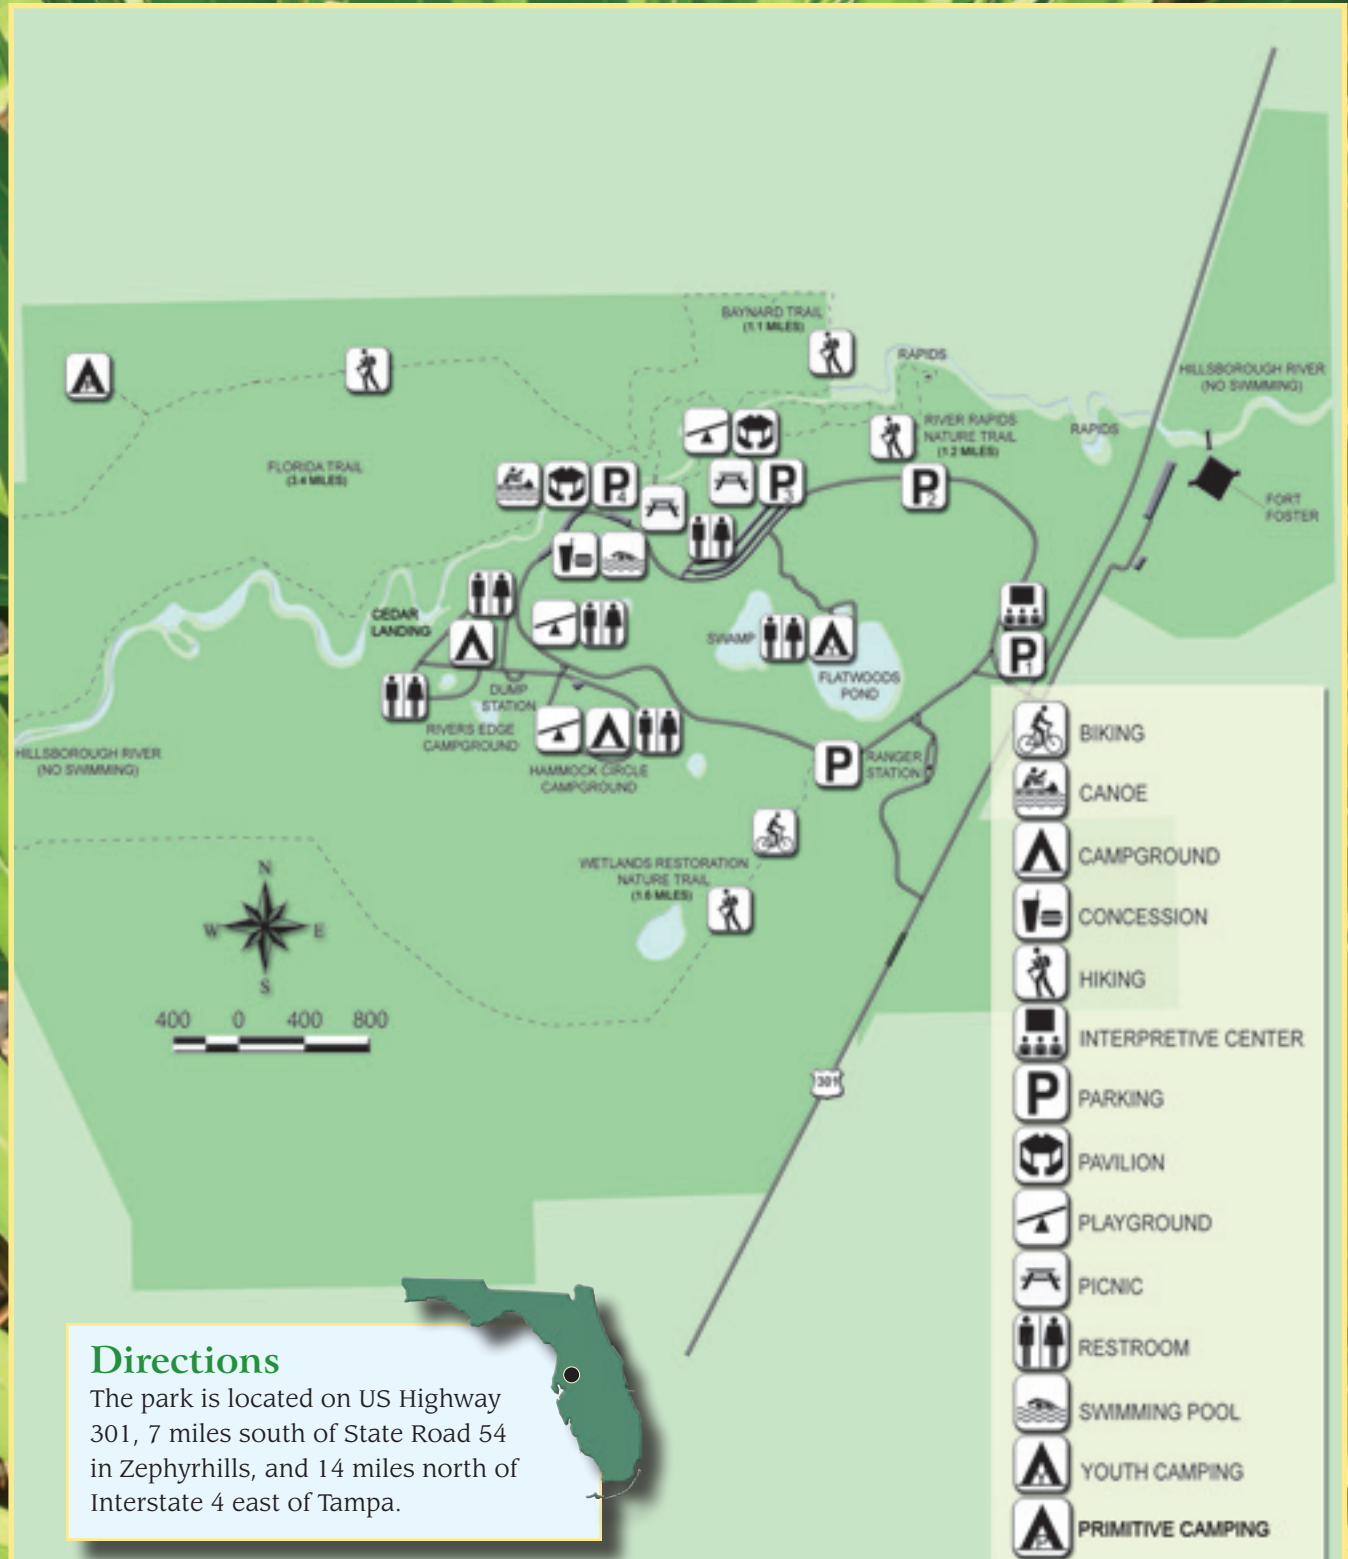 BAYNARD TRAIL
(1.1 MILES)
RAPIDS
HILLSBOROUGH RIVER
(NO SWIMMING)
RIVER RAPIDS
NATURE TRAIL
(1.2 MILES)
RAPIDS
FLORIDA TRAIL
(3.4 MILES)
P
4
P
3
P
2
FORT
FOSTER
CEDAR
LANDING
SWAMP
P
1
FLATWOODS
POND
DUMP
STATION
RIVERS EDGE
CAMPGROUND
HILLSBOROUGH RIVER
(NO SWIMMING)
HAMMOCK CIRCLE
CAMPGROUND
P
RANGER
STATION
WETLANDS RESTORATION
NATURE TRAIL
(1.6 MILES)
N
W E
S
400 0 400 800
301
BIKING
CANOE
CAMPGROUND
CONCESSION
HIKING
INTERPRETIVE CENTER
P PARKING
PAVILION
PLAYGROUND
PICNIC
RESTROOM
SWIMMING POOL
YOUTH CAMPING
PRIMITIVE CAMPING
Directions
The park is located on US Highway
301, 7 miles south of State Road 54
in Zephyrhills, and 14 miles north of
Interstate 4 east of Tampa.